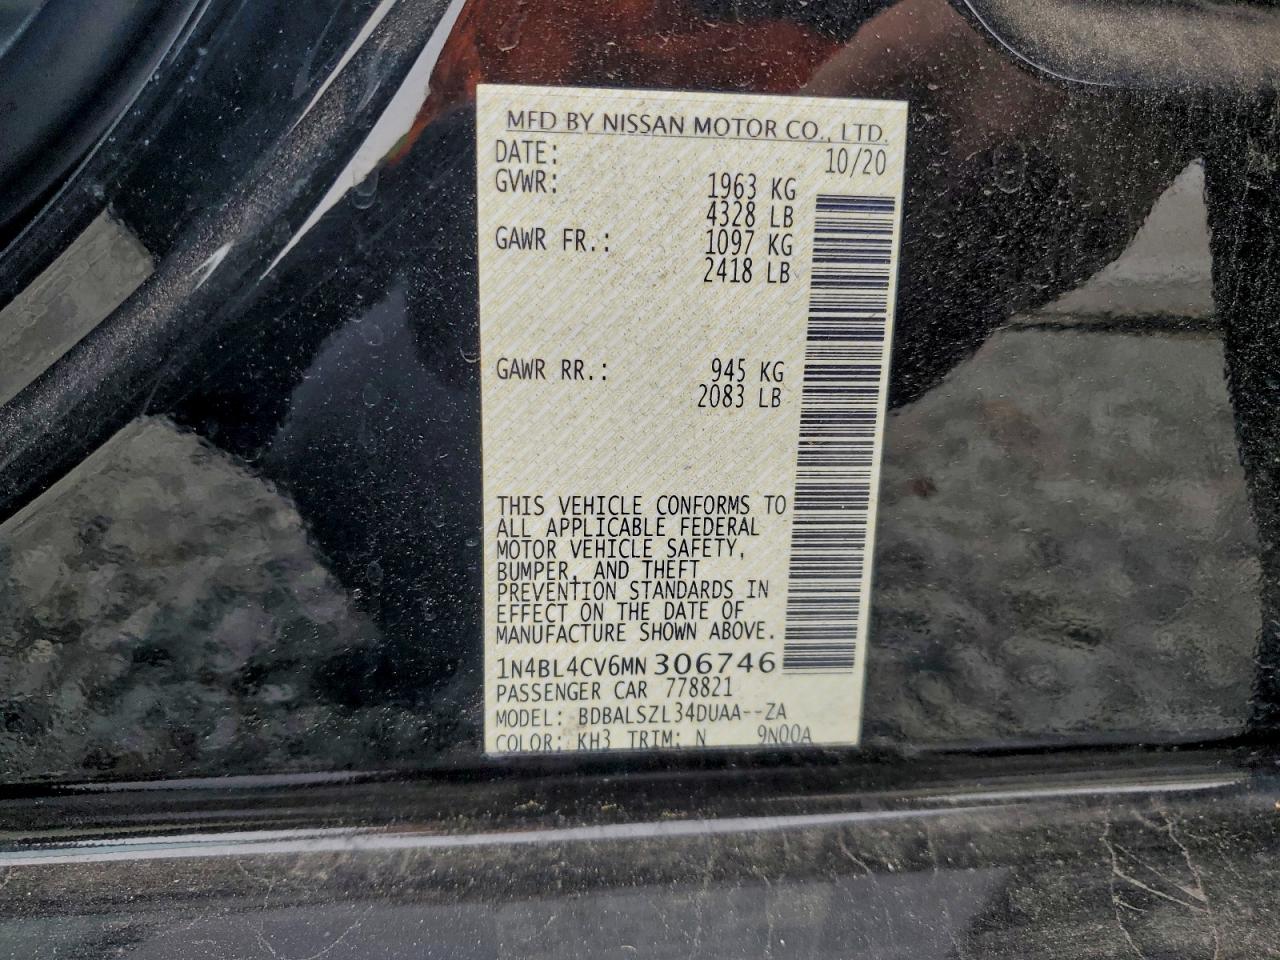 MFD BY NISSAN MOTOR CO., LTD.
DATE: 10/20
GVWR: 1963 KG
4328 LB
GAWR FR.: 1097 KG
2418 LB
GAWR RR.: 945 KG
2083 LB
THIS VEHICLE CONFORMS TO
ALL APPLICABLE FEDERAL
MOTOR VEHICLE SAFETY,
BUMPER, AND THEFT
PREVENTION STANDARDS IN
EFFECT ON THE DATE OF
MANUFACTURE SHOWN ABOVE.
1N4BL4CV6MN306746
PASSENGER CAR 778821
MODEL: BDBALSZL34DUAA--ZA
COLOR: KH3 TRIM: N 9N00A